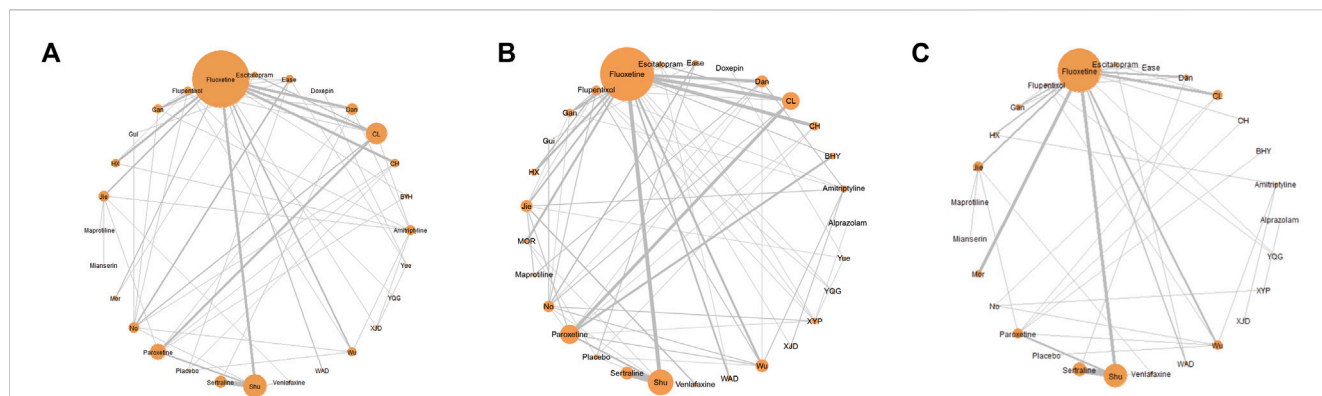 A
Fluoxetine
Escitalopram
Ease
Doxepin
Dan
CL
CH
BYH
Amitriptyline
Yue
YQG
XJD
Wu
WAD
Venlafaxine
Shu
Sertraline
Placebo
Paroxetine
No
Mor
Mianserin
Maprotiline
Jie
HX
Gui
Gan
Flupentixol
B
Fluoxetine
Escitalopram
Ease
Doxepin
Dan
CL
CH
BHY
Amitriptyline
Alprazolam
Yue
YQG
XYP
XJD
Wu
WAD
Venlafaxine
Shu
Sertraline
Placebo
Paroxetine
No
Maprotiline
MOR
Jie
HX
Gui
Gan
Flupentixol
C
Fluoxetine
Escitalopram
Ease
Dan
CL
CH
BHY
Amitriptyline
Alprazolam
YQG
XYP
XJD
Wu
WAD
Venlafaxine
Shu
Sertraline
Placebo
Paroxetine
No
Mor
Mianserin
Maprotiline
Jie
HX
Gan
Flupentixol